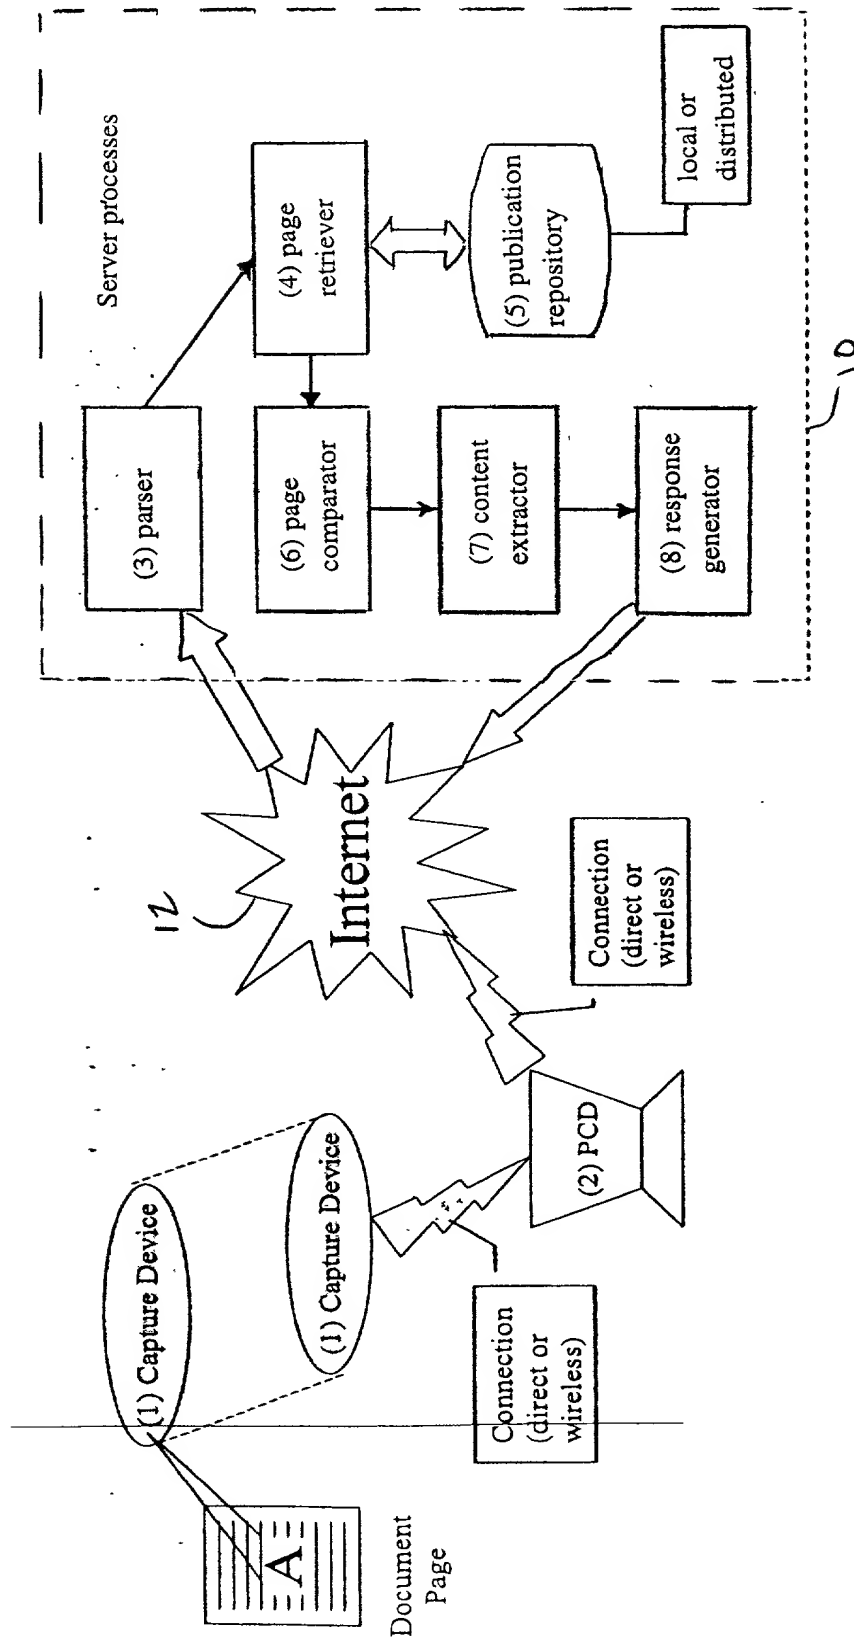 Server processes
(3) parser
(4) page
retriever
(6) page
comparator
(5) publication
repository
(7) content
extractor
(8) response
generator
local or
distributed
10
12
Internet
(1) Capture Device
(1) Capture Device
A
Document
Page
Connection
(direct or
wireless)
(2) PCD
Connection
(direct or
wireless)